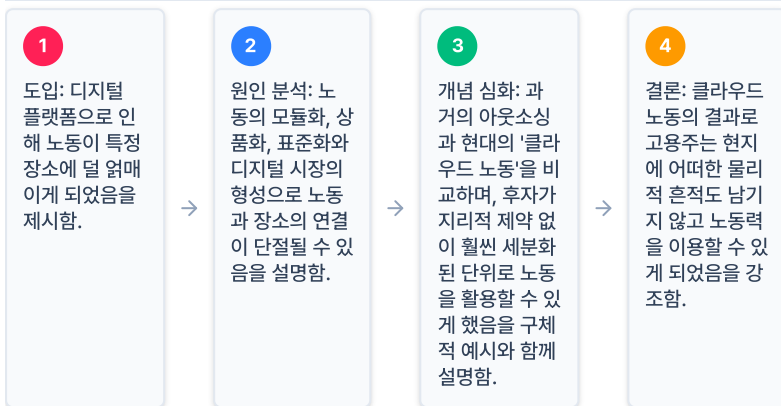 1
도입: 디지털
플랫폼으로 인
해 노동이 특정
장소에 덜 얽매
이게 되었음을
제시함.
2
원인 분석: 노
동의 모듈화, 상
품화, 표준화와
디지털 시장의
형성으로 노동
과 장소의 연결
이 단절될 수 있
음을 설명함.
3
개념 심화: 과
거의 아웃소싱
과 현대의 '클라
우드 노동'을 비
교하며, 후자가
지리적 제약 없
이 훨씬 세분화
된 단위로 노동
을 활용할 수 있
게 했음을 구체
적 예시와 함께
설명함.
4
결론: 클라우드
노동의 결과로
고용주는 현지
에 어떠한 물리
적 흔적도 남기
지 않고 노동력
을 이용할 수 있
게 되었음을 강
조함.